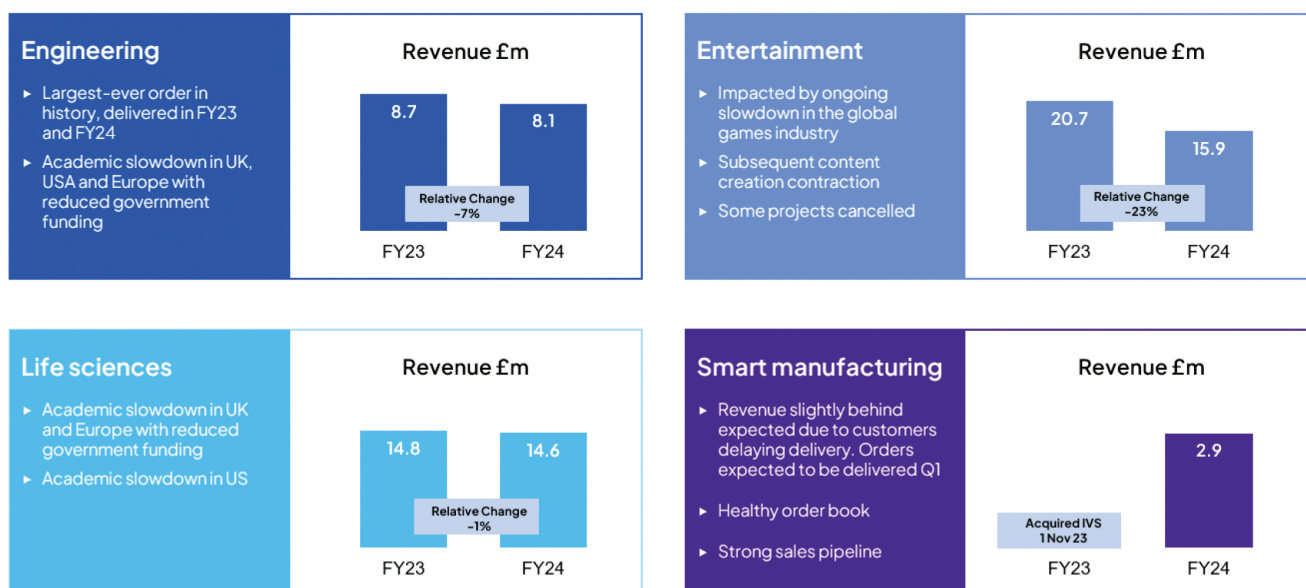 Engineering
▸ Largest-ever order in
history, delivered in FY23
and FY24
▸ Academic slowdown in UK,
USA and Europe with
reduced government
funding
Revenue £m
8.7
8.1
Relative Change
-7%
FY23
FY24
Entertainment
▸ Impacted by ongoing
slowdown in the global
games industry
▸ Subsequent content
creation contraction
▸ Some projects cancelled
Revenue £m
20.7
15.9
Relative Change
-23%
FY23
FY24
Life sciences
▸ Academic slowdown in UK
and Europe with reduced
government funding
▸ Academic slowdown in US
Revenue £m
14.8
14.6
Relative Change
-1%
FY23
FY24
Smart manufacturing
▸ Revenue slightly behind
expected due to customers
delaying delivery. Orders
expected to be delivered Q1
▸ Healthy order book
▸ Strong sales pipeline
Revenue £m
2.9
Acquired IVS
1 Nov 23
FY23
FY24